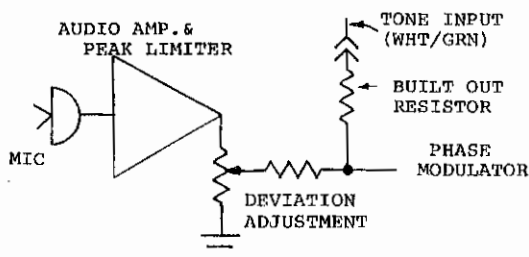 AUDIO AMP.&
PEAK LIMITER
TONE INPUT
(WHT/GRN)
BUILT OUT
RESISTOR
MIC
PHASE
MODULATOR
DEVIATION
ADJUSTMENT